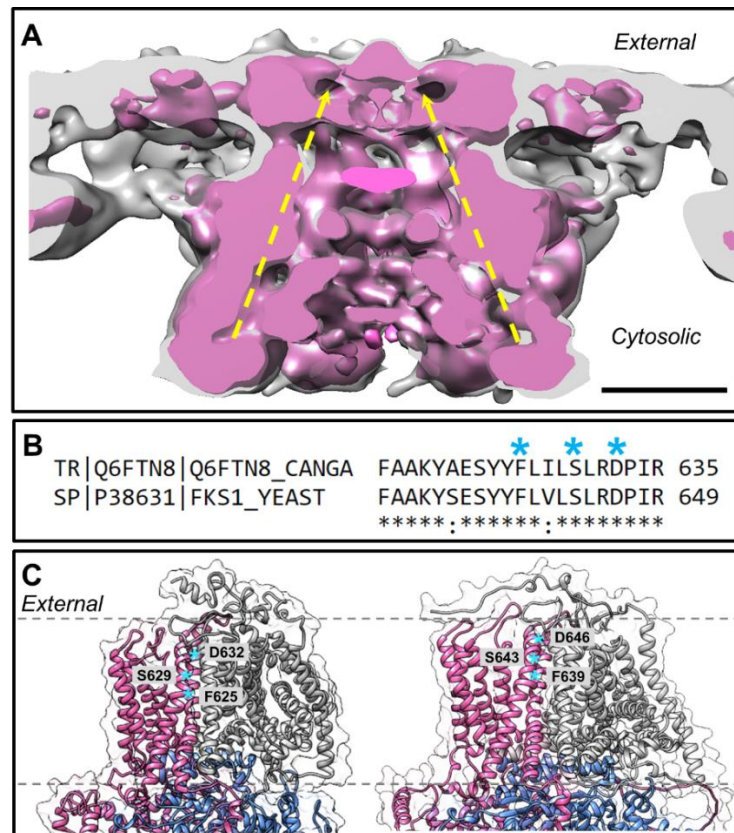 A
External
Cytosolic
B
* * *
TR|Q6FTN8|Q6FTN8_CANGA FAAKYAESYYFLILSLRDPIR 635
SP|P38631|FKS1_YEAST FAAKYSESYYFLVLSLRDPIR 649
*****:******:********
C
External
D632
S629
F625
D646
S643
F639